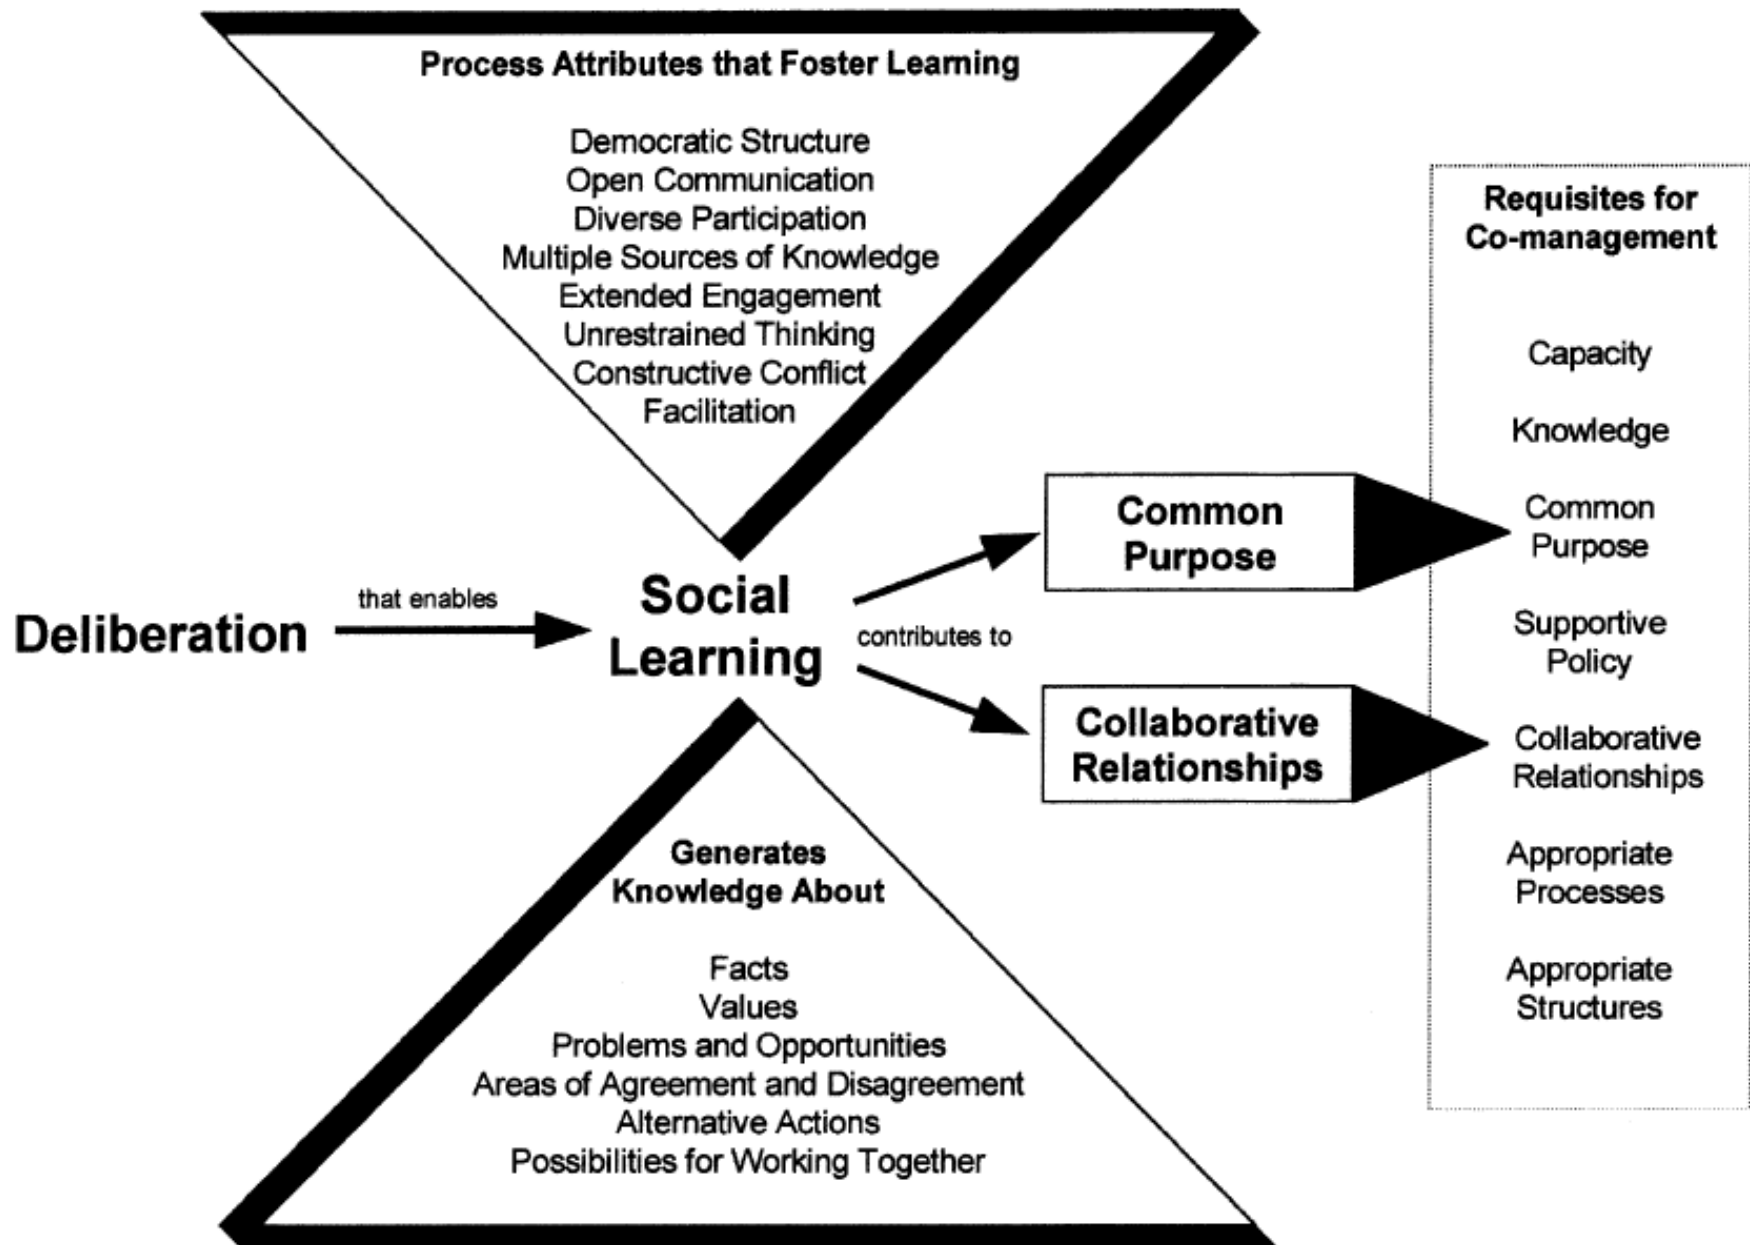 Process Attributes that Foster Learning
Democratic Structure
Open Communication
Diverse Participation
Multiple Sources of Knowledge
Extended Engagement
Unrestrained Thinking
Constructive Conflict
Facilitation
Deliberation
that enables
Social
Learning
contributes to
Common
Purpose
Collaborative
Relationships
Generates
Knowledge About
Facts
Values
Problems and Opportunities
Areas of Agreement and Disagreement
Alternative Actions
Possibilities for Working Together
Requisites for
Co-management
Capacity
Knowledge
Common
Purpose
Supportive
Policy
Collaborative
Relationships
Appropriate
Processes
Appropriate
Structures